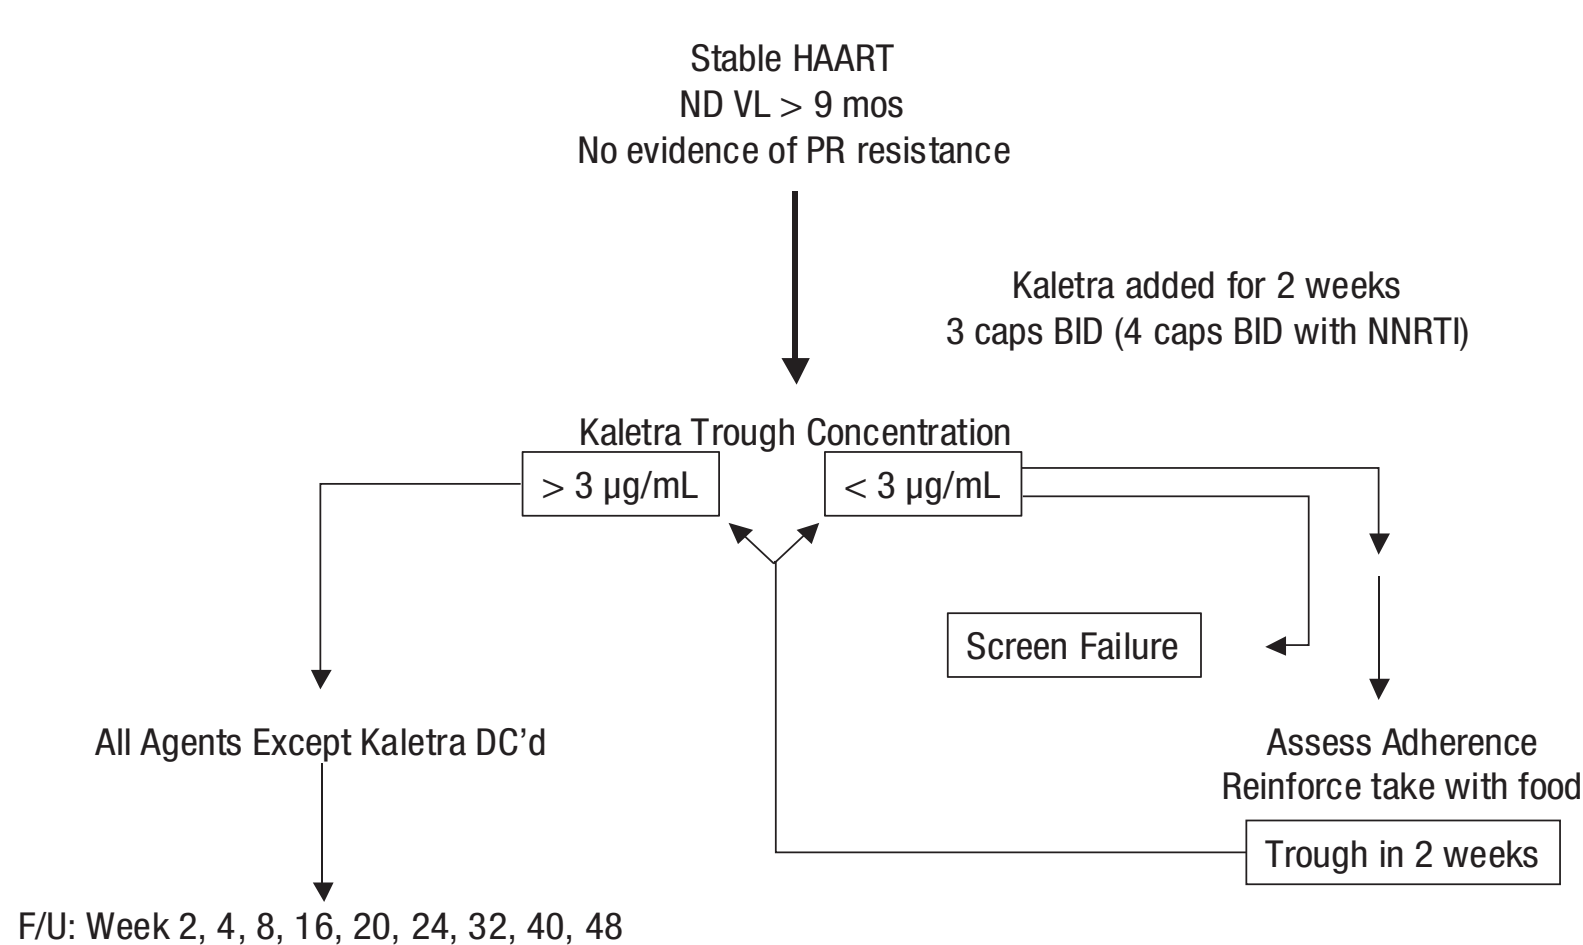 Stable HAART
ND VL > 9 mos
No evidence of PR resistance
Kaletra added for 2 weeks
3 caps BID (4 caps BID with NNRTI)
Kaletra Trough Concentration
> 3 µg/mL
< 3 µg/mL
Screen Failure
All Agents Except Kaletra DC’d
Assess Adherence
Reinforce take with food
Trough in 2 weeks
F/U: Week 2, 4, 8, 16, 20, 24, 32, 40, 48